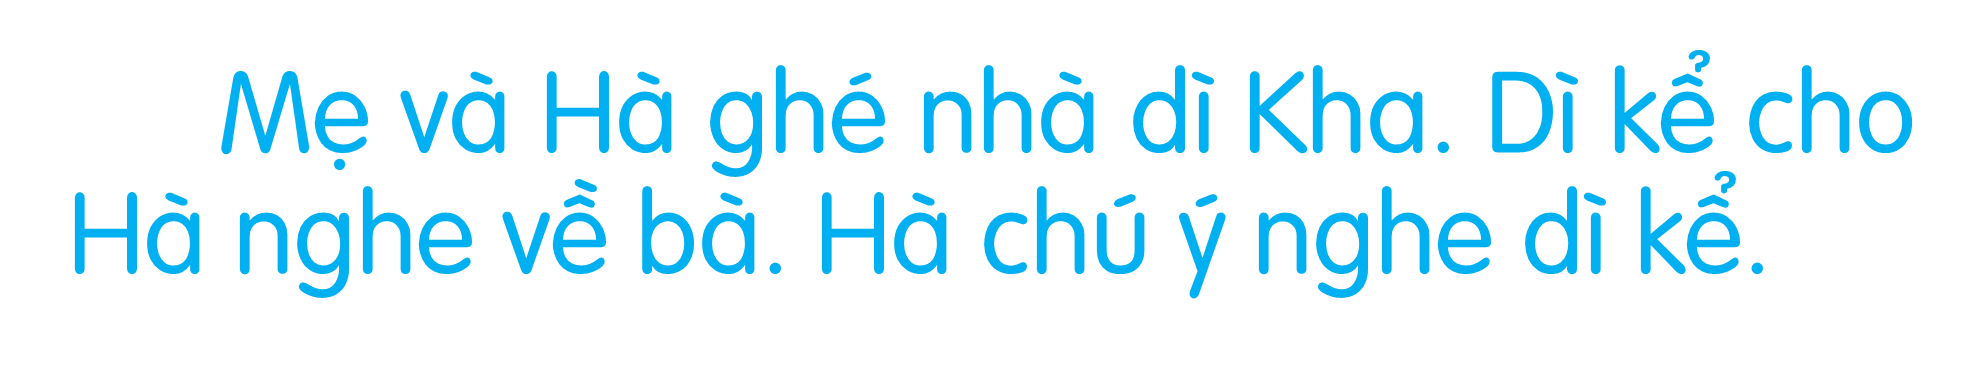 Mẹ và Hà ghé nhà dì Kha. Dì kể cho
Hà nghe về bà. Hà chú ý nghe dì kể.